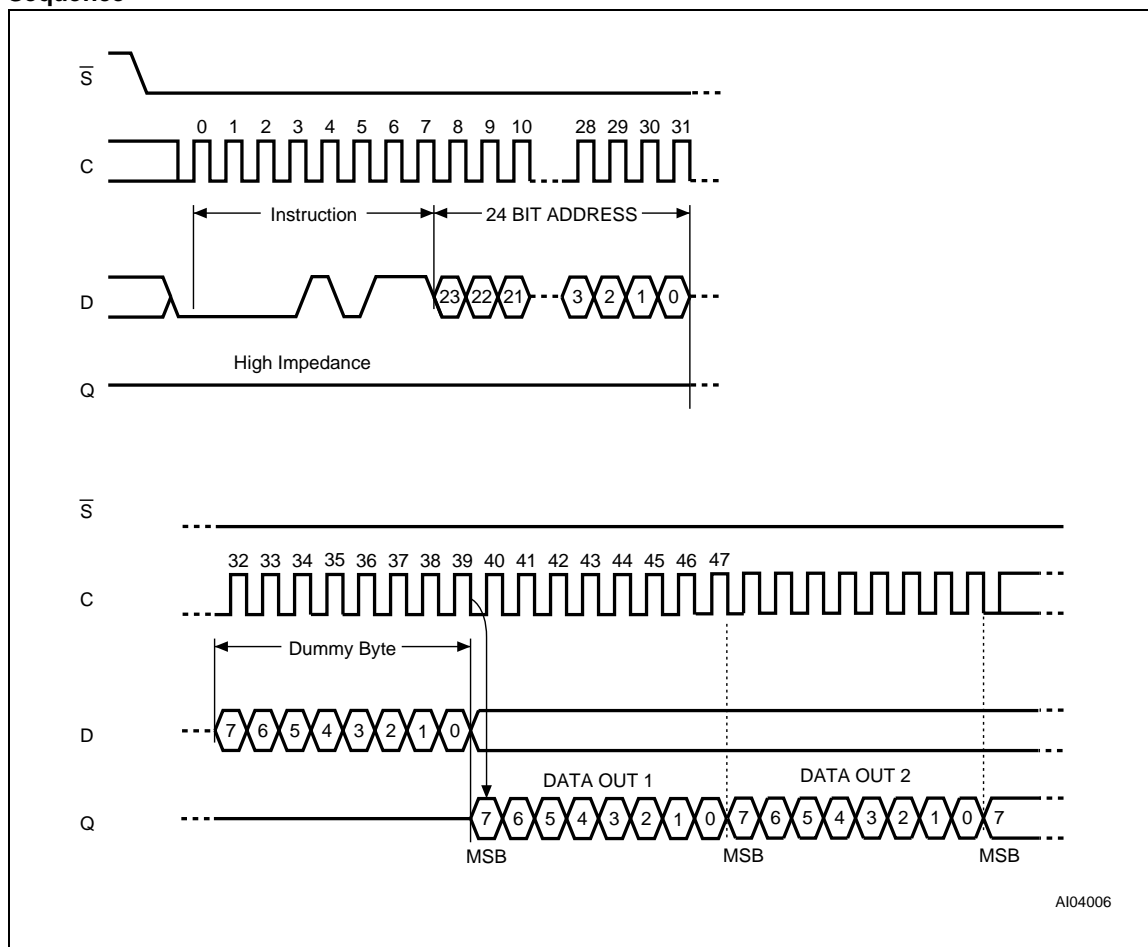 sequence
S
0 1 2 3 4 5 6 7 8 9 10 28 29 30 31
C
Instruction 24 BIT ADDRESS
D 23 22 21 3 2 1 0
High Impedance
Q
S
32 33 34 35 36 37 38 39 40 41 42 43 44 45 46 47
C
Dummy Byte
D 7 6 5 4 3 2 1 0
DATA OUT 1 DATA OUT 2
Q 7 6 5 4 3 2 1 0 7 6 5 4 3 2 1 0 7
MSB MSB MSB
AI04006